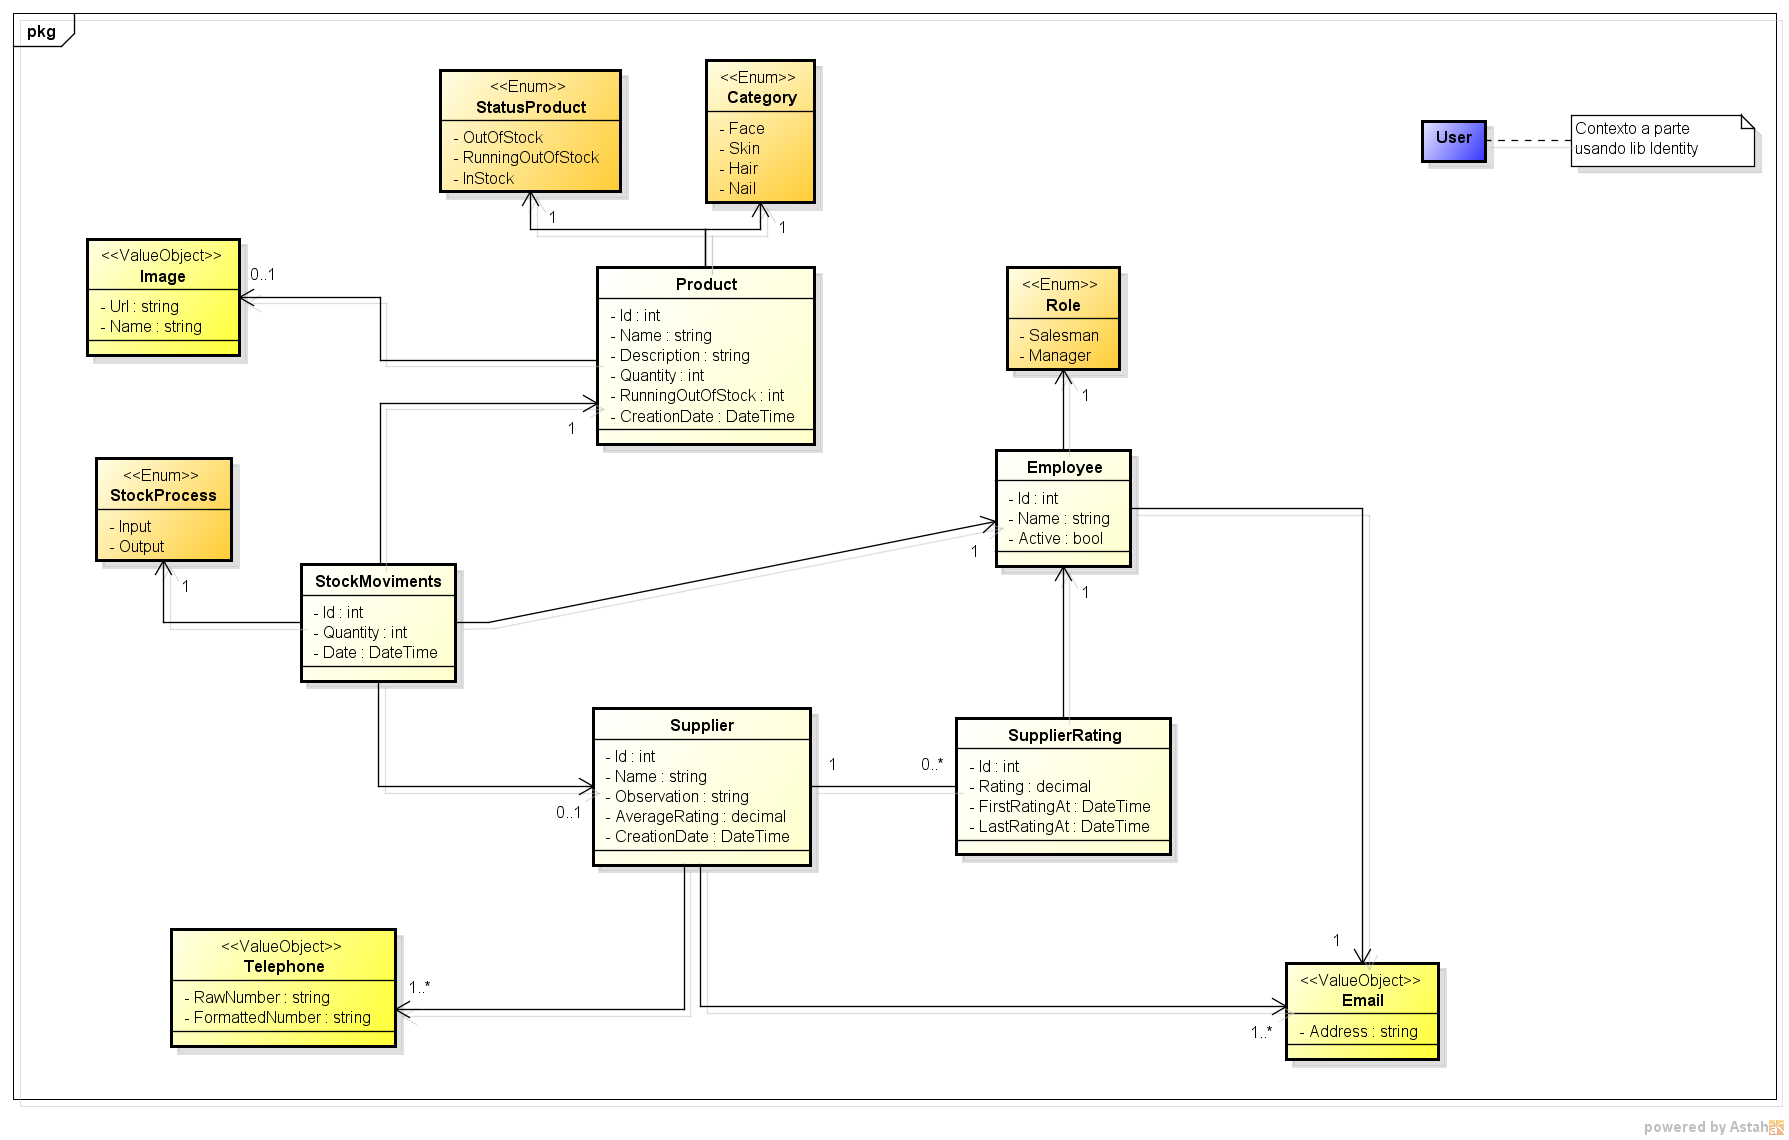 pkg
<<Enum>>
StatusProduct
- OutOfStock
- RunningOutOfStock
- InStock
<<Enum>>
Category
- Face
- Skin
- Hair
- Nail
User
Contexto a parte
usando lib Identity
1
1
<<ValueObject>>
Image
- Url : string
- Name : string
0..1
Product
- Id : int
- Name : string
- Description : string
- Quantity : int
- RunningOutOfStock : int
- CreationDate : DateTime
1
<<Enum>>
Role
- Salesman
- Manager
1
<<Enum>>
StockProcess
- Input
- Output
1
Employee
- Id : int
- Name : string
- Active : bool
1
1
StockMoviments
- Id : int
- Quantity : int
- Date : DateTime
Supplier
- Id : int
- Name : string
- Observation : string
- AverageRating : decimal
- CreationDate : DateTime
0..1
1
0..*
SupplierRating
- Id : int
- Rating : decimal
- FirstRatingAt : DateTime
- LastRatingAt : DateTime
<<ValueObject>>
Telephone
- RawNumber : string
- FormattedNumber : string
1..*
1
<<ValueObject>>
Email
- Address : string
1..*
powered by Astah